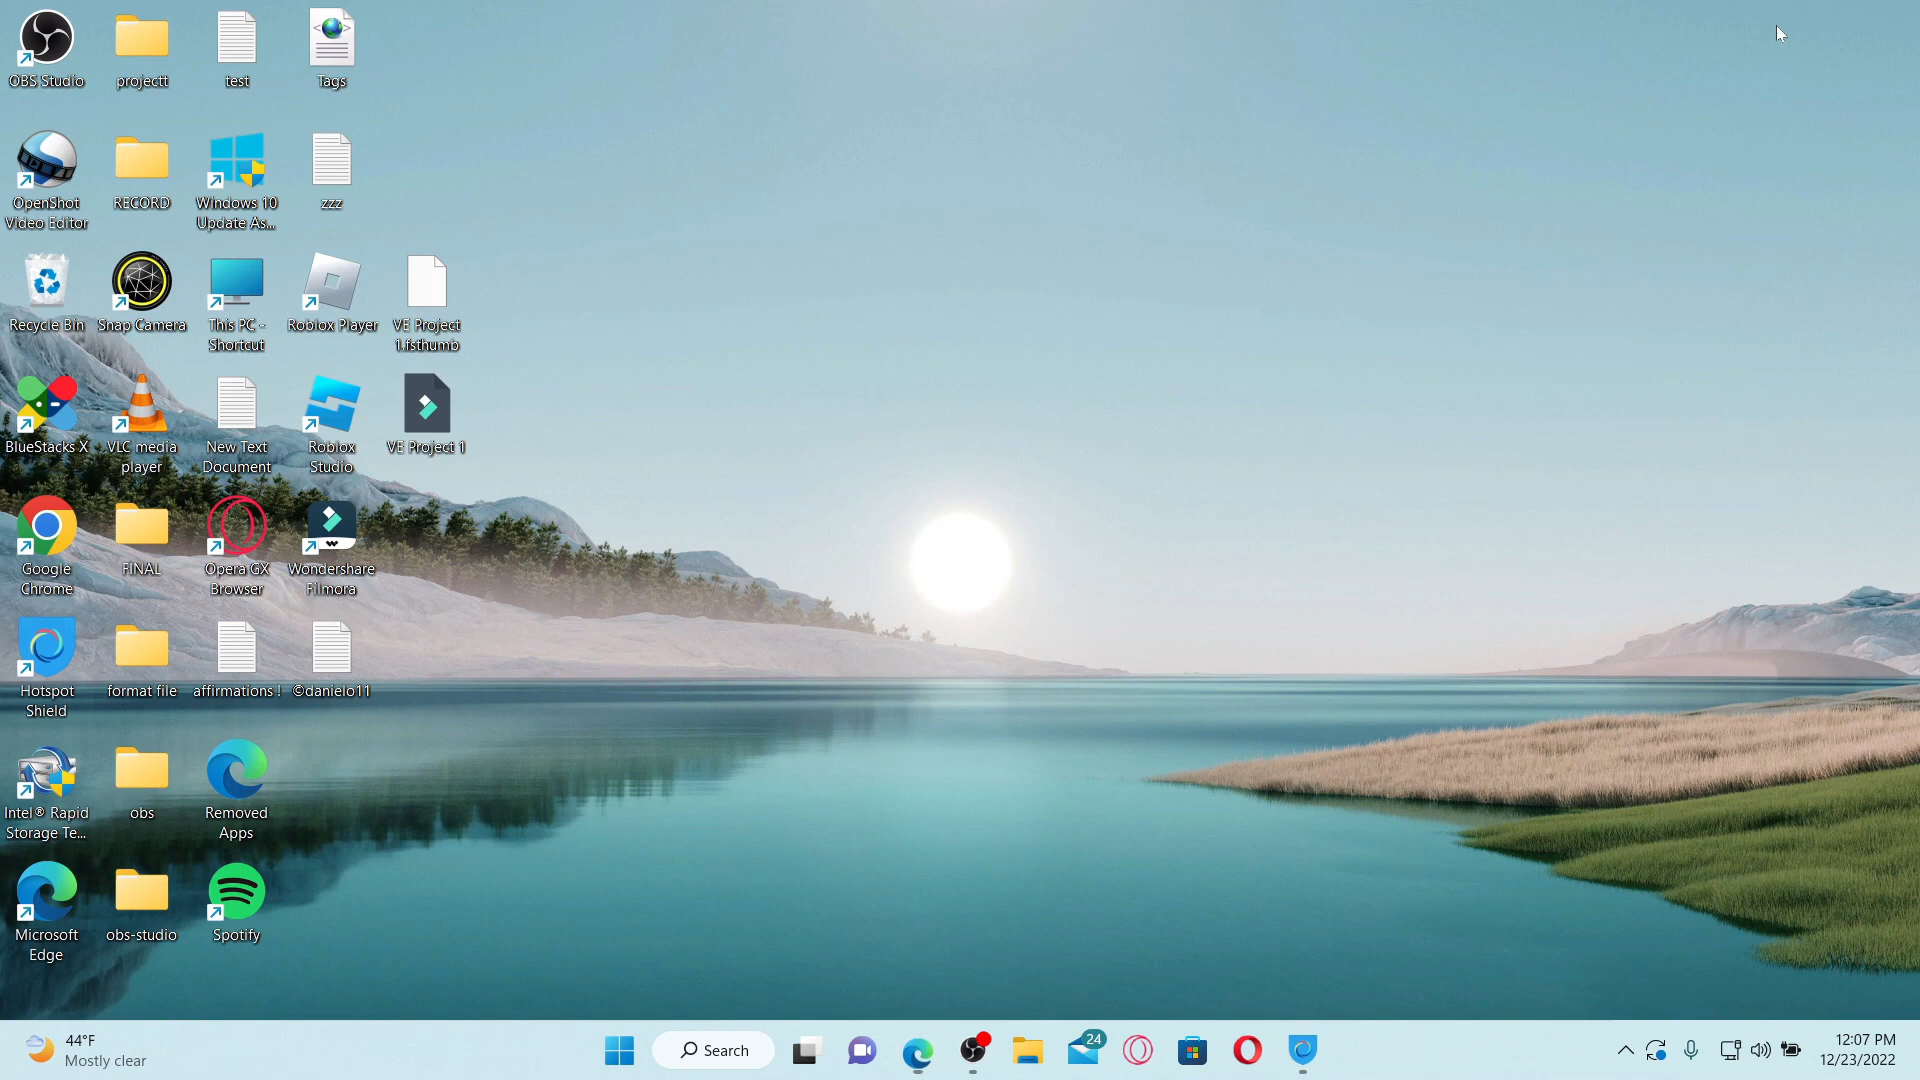 OBS Studio
projectt
test
Tags
OpenShot
Video Editor
RECORD
Windows 10
Update As...
zzz
Recycle Bin
Snap Camera
This PC -
Shortcut
Roblox Player
VE Project
1.fsthumb
BlueStacks X
VLC media
player
New Text
Document
Roblox
Studio
VE Project 1
Google
Chrome
FINAL
Opera GX
Browser
Wondershare
Filmora
Hotspot
Shield
format file
affirmations !
©danielo11
Intel® Rapid
Storage Te...
obs
Removed
Apps
Microsoft
Edge
obs-studio
Spotify
44°F
Mostly clear
Search
24
12:07 PM
12/23/2022